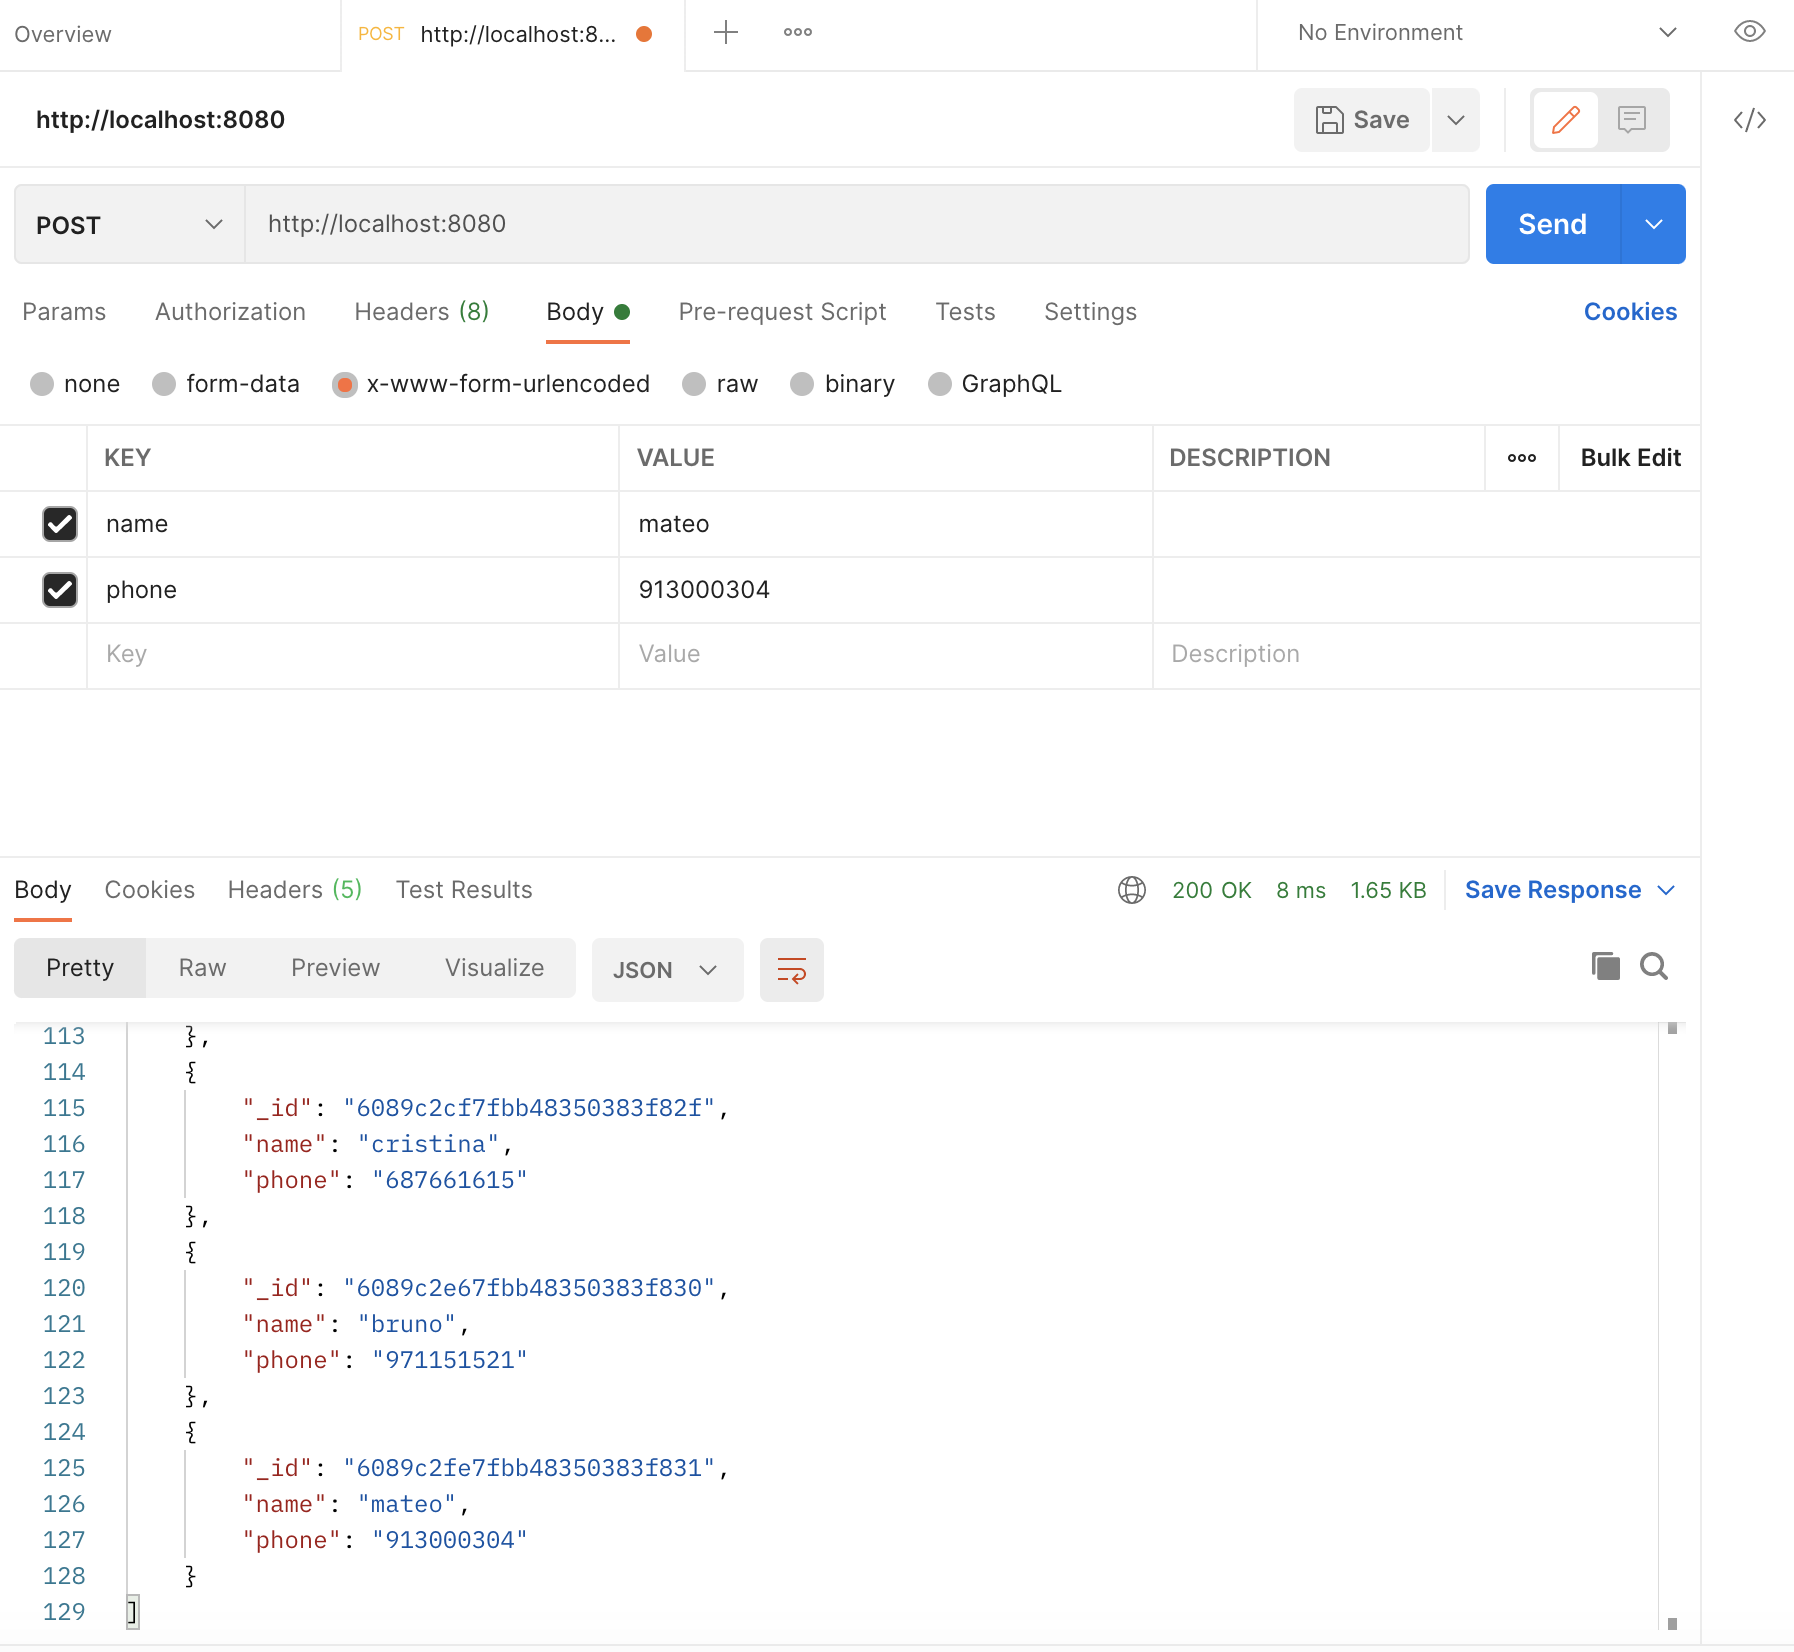 Overview
POST http://localhost:8...
No Environment
http://localhost:8080
Save
POST
http://localhost:8080
Send
Params Authorization Headers (8) Body Pre-request Script Tests Settings Cookies
none form-data x-www-form-urlencoded raw binary GraphQL
KEY VALUE DESCRIPTION Bulk Edit
name mateo
phone 913000304
Key Value Description
Body Cookies Headers (5) Test Results 200 OK 8 ms 1.65 KB Save Response
Pretty Raw Preview Visualize JSON
113 },
114 {
115 "_id": "6089c2cf7fbb48350383f82f",
116 "name": "cristina",
117 "phone": "687661615"
118 },
119 {
120 "_id": "6089c2e67fbb48350383f830",
121 "name": "bruno",
122 "phone": "971151521"
123 },
124 {
125 "_id": "6089c2fe7fbb48350383f831",
126 "name": "mateo",
127 "phone": "913000304"
128 }
129 ]